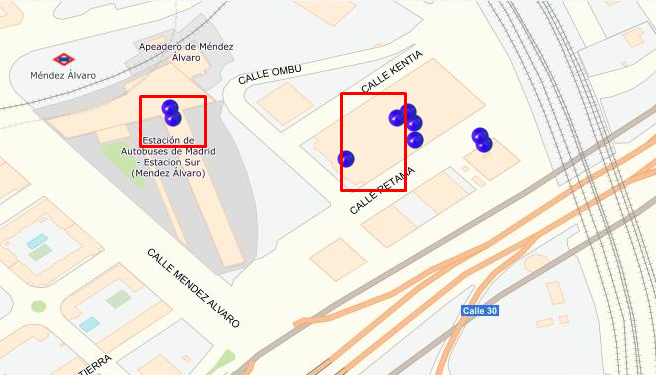 Apeadero de Méndez
Álvaro
Méndez Álvaro
CALLE OMBU
CALLE KENTIA
Estación de
Autobuses de Madrid
- Estacion Sur
(Mendez Álvaro)
CALLE RETAMA
CALLE MENDEZ ALVARO
Calle 30
TIERRA